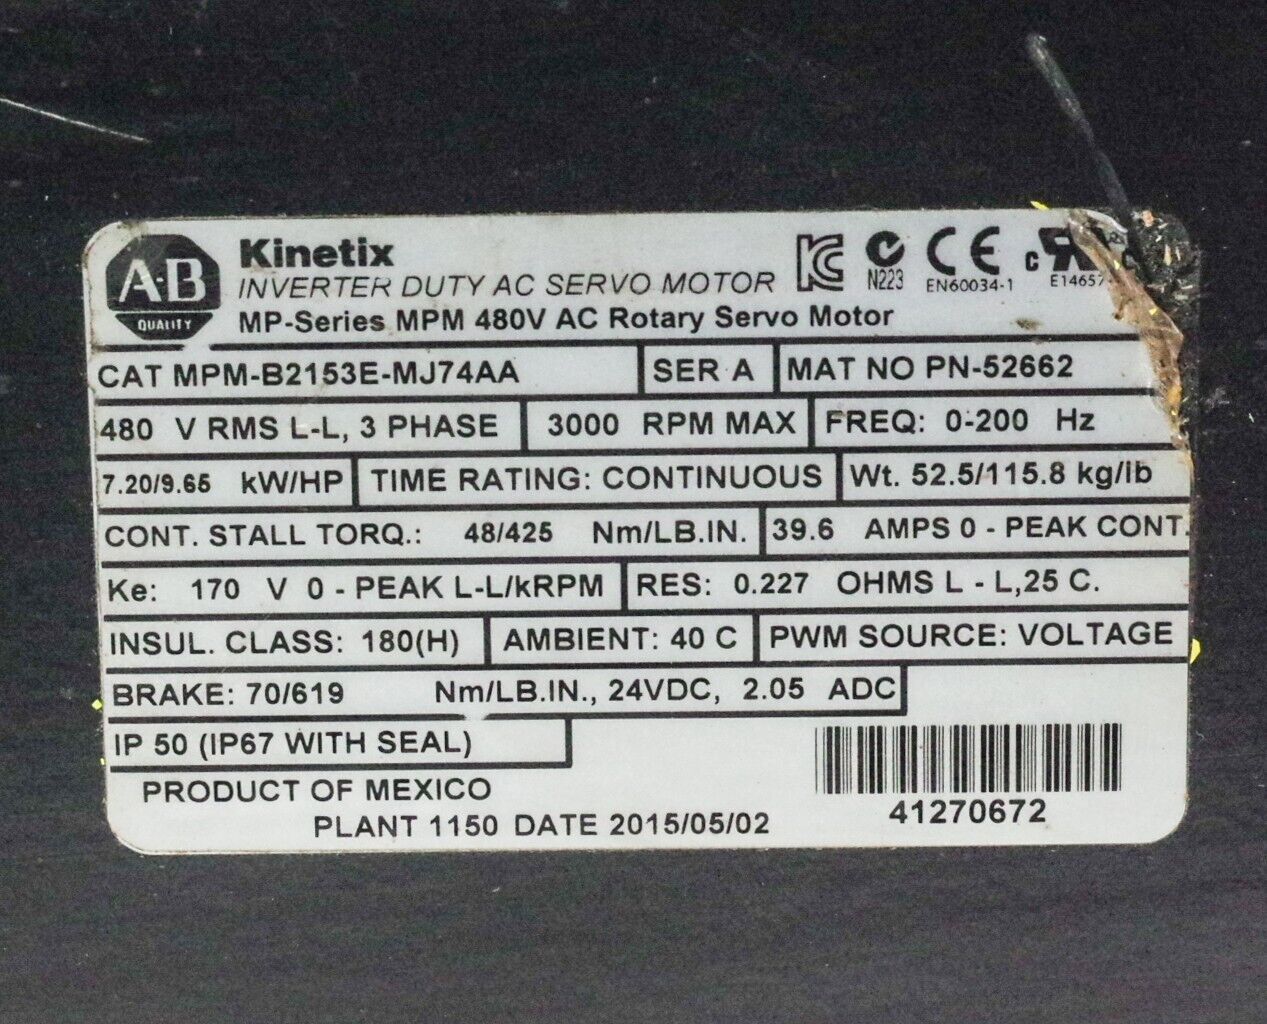 A-B
QUALITY
Kinetix
INVERTER DUTY AC SERVO MOTOR
MP-Series MPM 480V AC Rotary Servo Motor
N223
CE
EN60034-1
E14657
CAT MPM-B2153E-MJ74AA SER A MAT NO PN-52662
480 V RMS L-L, 3 PHASE 3000 RPM MAX FREQ: 0-200 Hz
7.20/9.65 kW/HP TIME RATING: CONTINUOUS Wt. 52.5/115.8 kg/lb
CONT. STALL TORQ.: 48/425 Nm/LB.IN. 39.6 AMPS 0 - PEAK CONT.
Ke: 170 V 0 - PEAK L-L/kRPM RES: 0.227 OHMS L - L,25 C.
INSUL. CLASS: 180(H) AMBIENT: 40 C PWM SOURCE: VOLTAGE
BRAKE: 70/619 Nm/LB.IN., 24VDC, 2.05 ADC
IP 50 (IP67 WITH SEAL)
PRODUCT OF MEXICO
PLANT 1150 DATE 2015/05/02
41270672